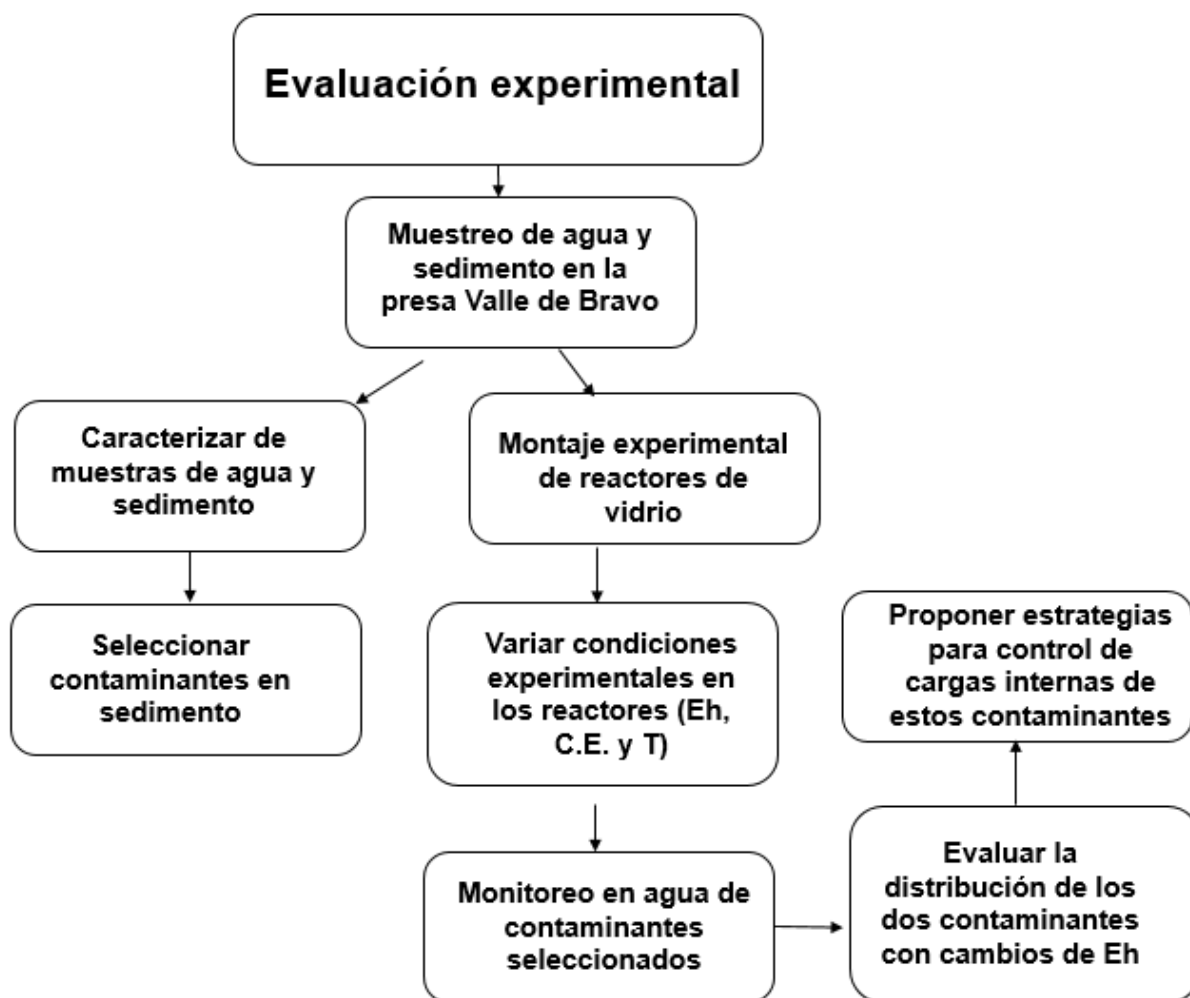 Evaluación experimental
Muestreo de agua y
sedimento en la
presa Valle de Bravo
Caracterizar de
muestras de agua y
sedimento
Montaje experimental
de reactores de
vidrio
Seleccionar
contaminantes en
sedimento
Variar condiciones
experimentales en
los reactores (Eh,
C.E. y T)
Proponer estrategias
para control de
cargas internas de
estos contaminantes
Monitoreo en agua de
contaminantes
seleccionados
Evaluar la
distribución de los
dos contaminantes
con cambios de Eh